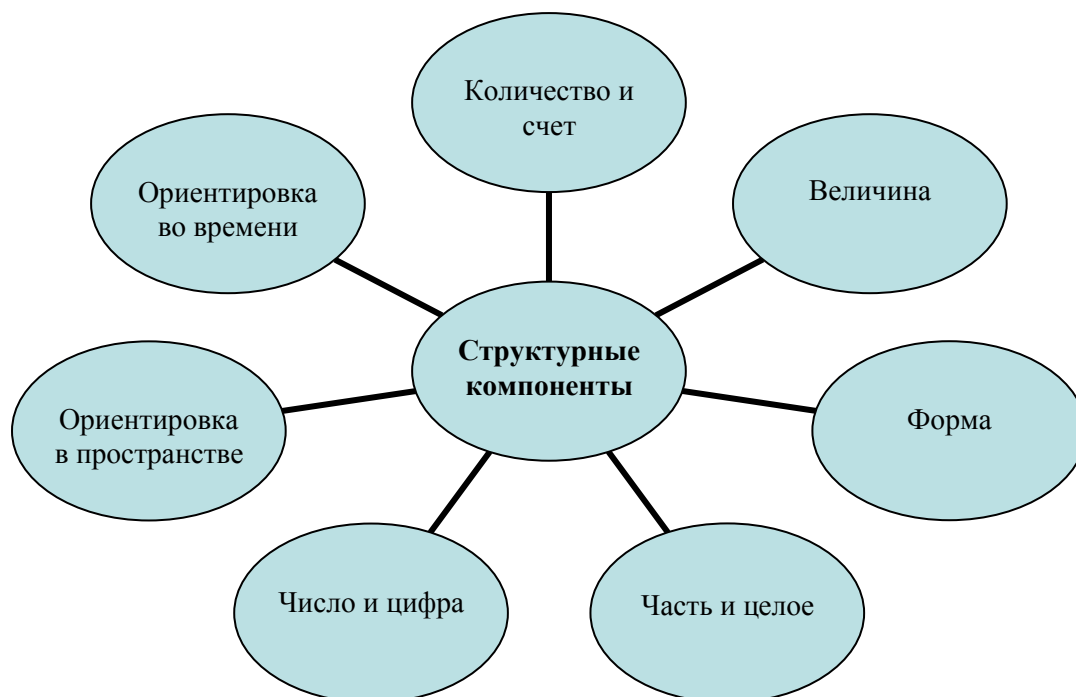 Количество и
счет
Ориентировка
во времени
Величина
Структурные
компоненты
Ориентировка
в пространстве
Форма
Число и цифра
Часть и целое